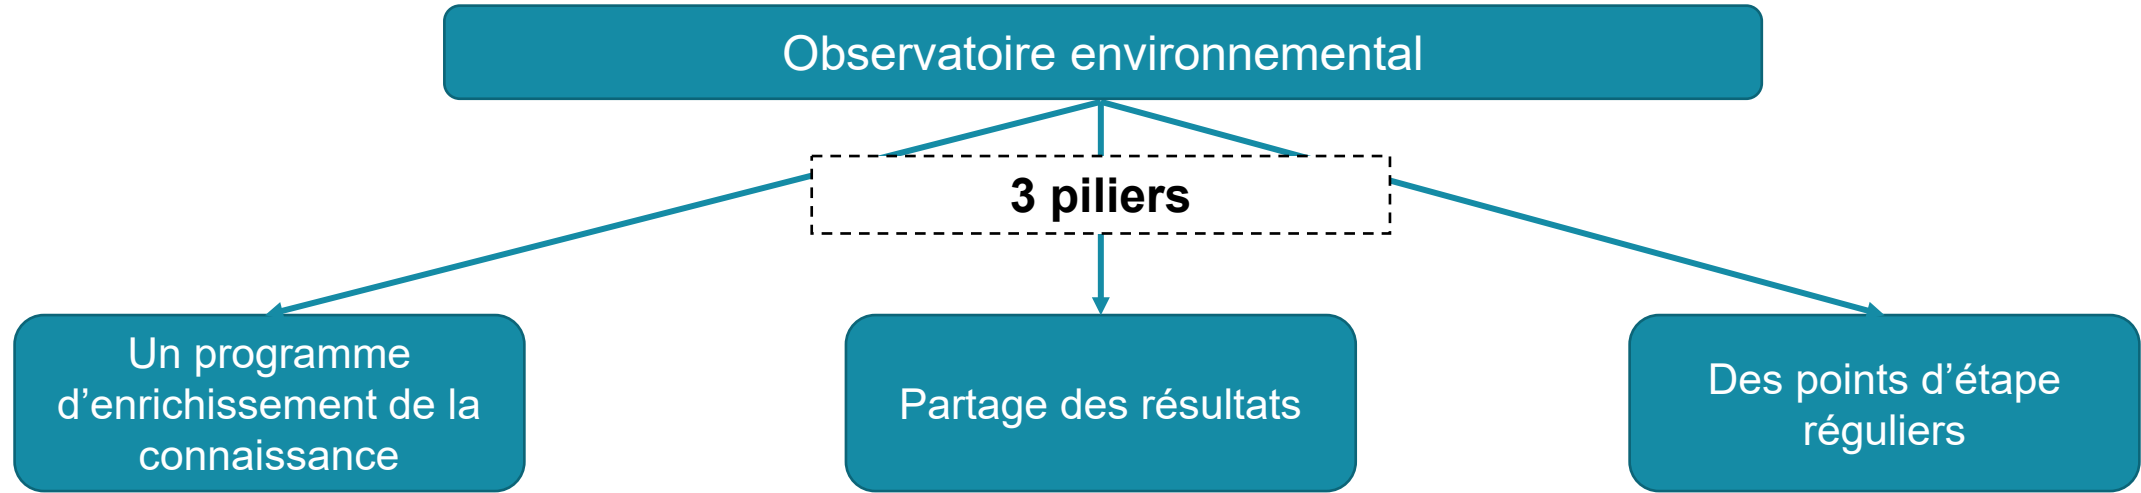 Observatoire environnemental
3 piliers
Un programme
d’enrichissement de la
connaissance
Partage des résultats
Des points d’étape
réguliers